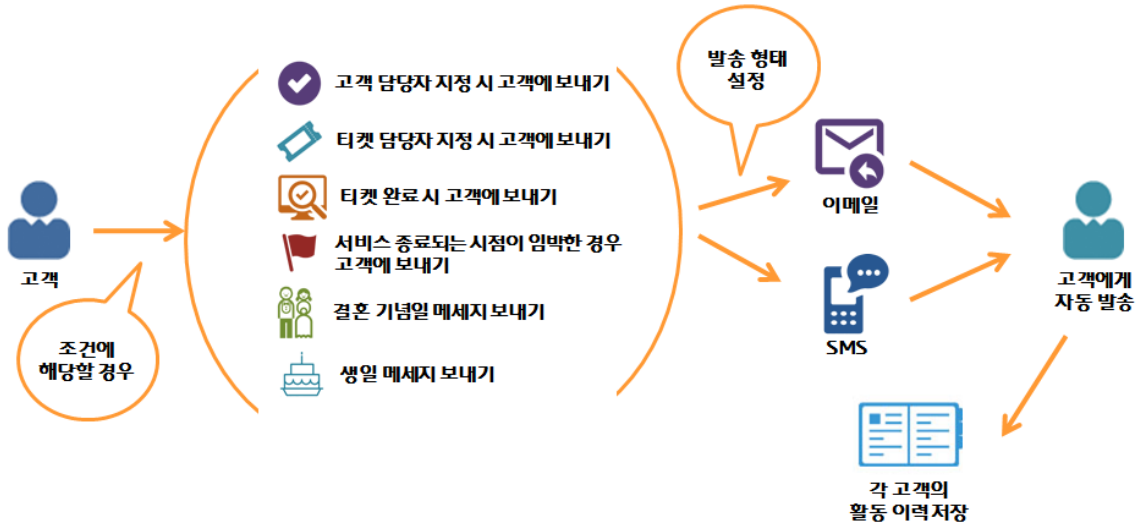 고객
조건에
해당할 경우
고객 담당자 지정 시 고객에 보내기
티켓 담당자 지정 시 고객에 보내기
티켓 완료 시 고객에 보내기
서비스 종료되는 시점이 임박한 경우
고객에 보내기
결혼 기념일 메세지 보내기
생일 메세지 보내기
발송 형태
설정
이메일
SMS
고객에게
자동 발송
각 고객의
활동 이력 저장